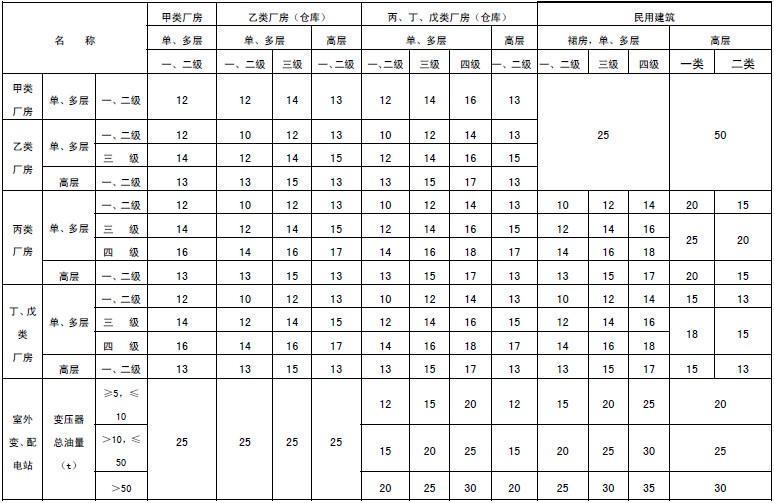 名 称 甲类厂房 乙类厂房（仓库） 丙、丁、戊类厂房（仓库） 民用建筑
单、多层 单、多层 高层 单、多层 高层 裙房，单、多层 高层
一、二级 一、二级 三级 一、二级 一、二级 三级 四级 一、二级 一、二级 三级 四级 一类 二类
甲类厂房 单、多层 一、二级 12 12 14 13 12 14 16 13 25 50
乙类厂房 单、多层 一、二级 12 10 12 13 10 12 14 13
三 级 14 12 14 15 12 14 16 15
高层 一、二级 13 13 15 13 13 15 17 13
丙类厂房 单、多层 一、二级 12 10 12 13 10 12 14 13 10 12 14 20 15
三 级 14 12 14 15 12 14 16 15 12 14 16 25 20
四 级 16 14 16 17 14 16 18 17 14 16 18
高层 一、二级 13 13 15 13 13 15 17 13 13 15 17 20 15
丁、戊类厂房 单、多层 一、二级 12 10 12 13 10 12 14 13 10 12 14 15 13
三 级 14 12 14 15 12 14 16 15 12 14 16 18 15
四 级 16 14 16 17 14 16 18 17 14 16 18
高层 一、二级 13 13 15 13 13 15 17 13 13 15 17 15 13
室外变、配电站 变压器总油量（t） ≥5，≤10 25 25 25 25 12 15 20 12 15 20 25 20
>10，≤50 15 20 25 15 20 25 30 25
>50 20 25 30 20 25 30 35 30